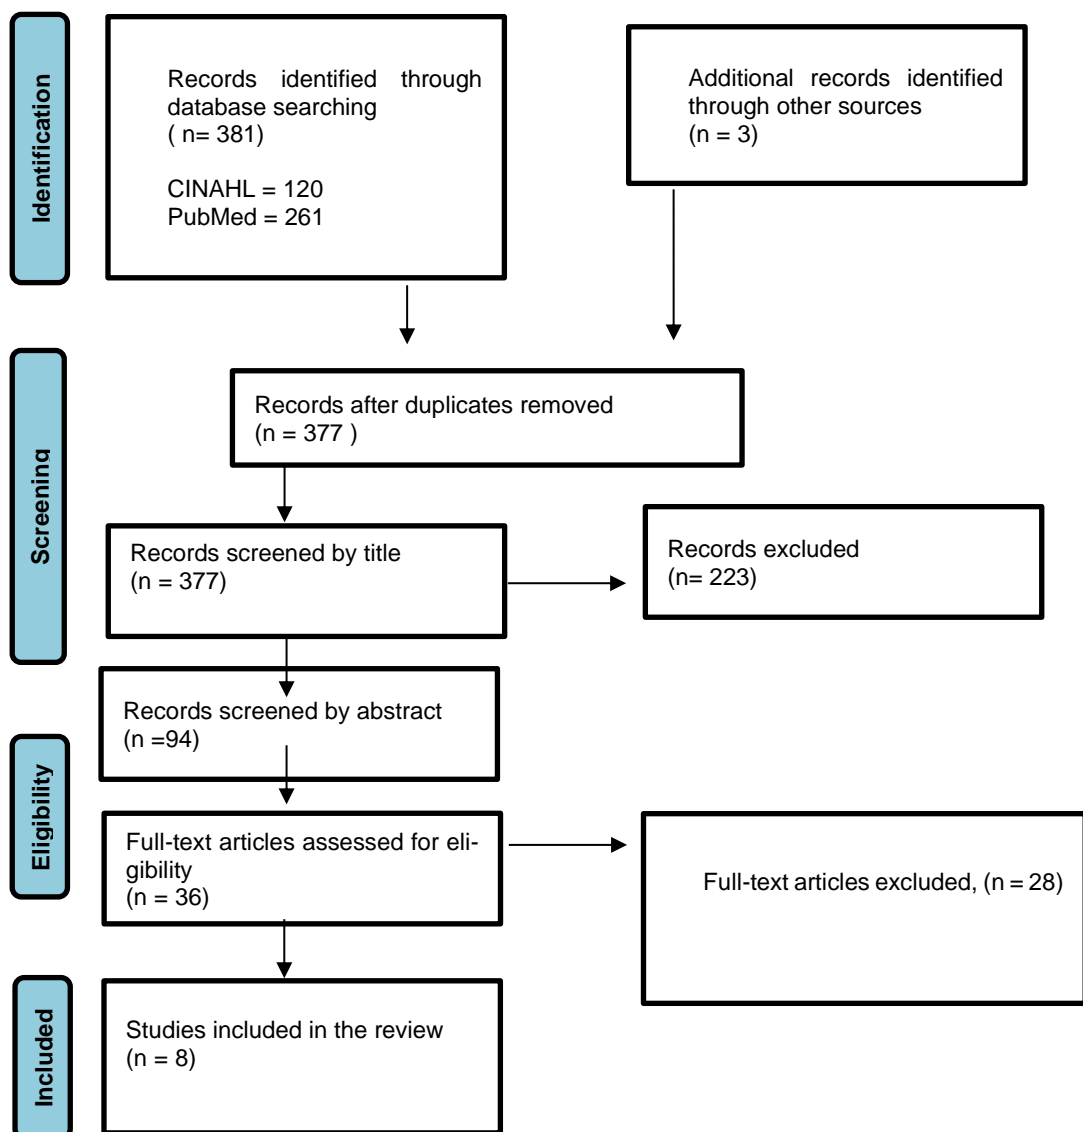 Identification
Records identified through
database searching
( n= 381)
CINAHL = 120
PubMed = 261
Additional records identified
through other sources
(n = 3)
Screening
Records after duplicates removed
(n = 377 )
Records screened by title
(n = 377)
Records excluded
(n= 223)
Records screened by abstract
(n =94)
Eligibility
Full-text articles assessed for eli-
gibility
(n = 36)
Full-text articles excluded, (n = 28)
Included
Studies included in the review
(n = 8)